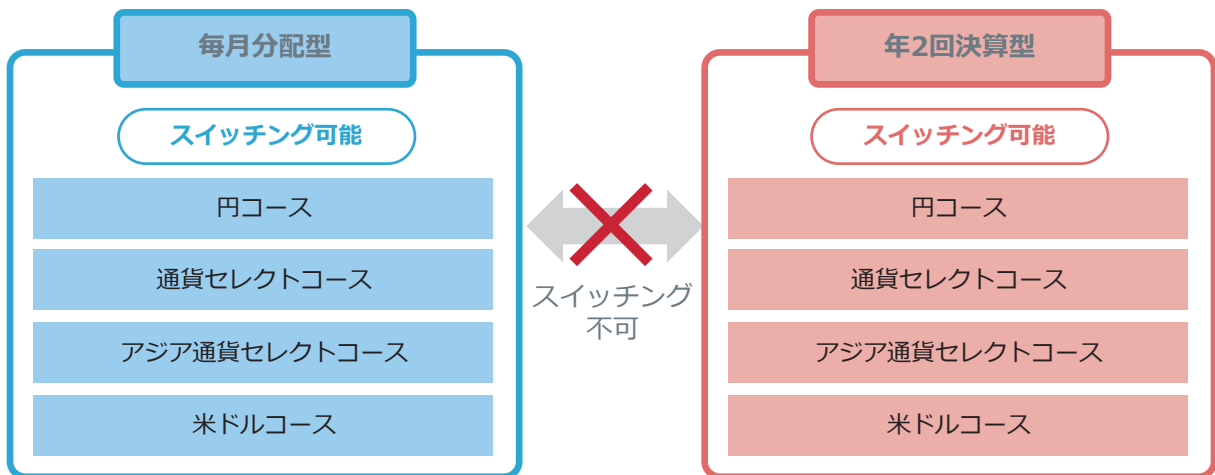 毎月分配型
スイッチング可能
円コース
通貨セレクトコース
アジア通貨セレクトコース
米ドルコース
スイッチング
不可
年2回決算型
スイッチング可能
円コース
通貨セレクトコース
アジア通貨セレクトコース
米ドルコース